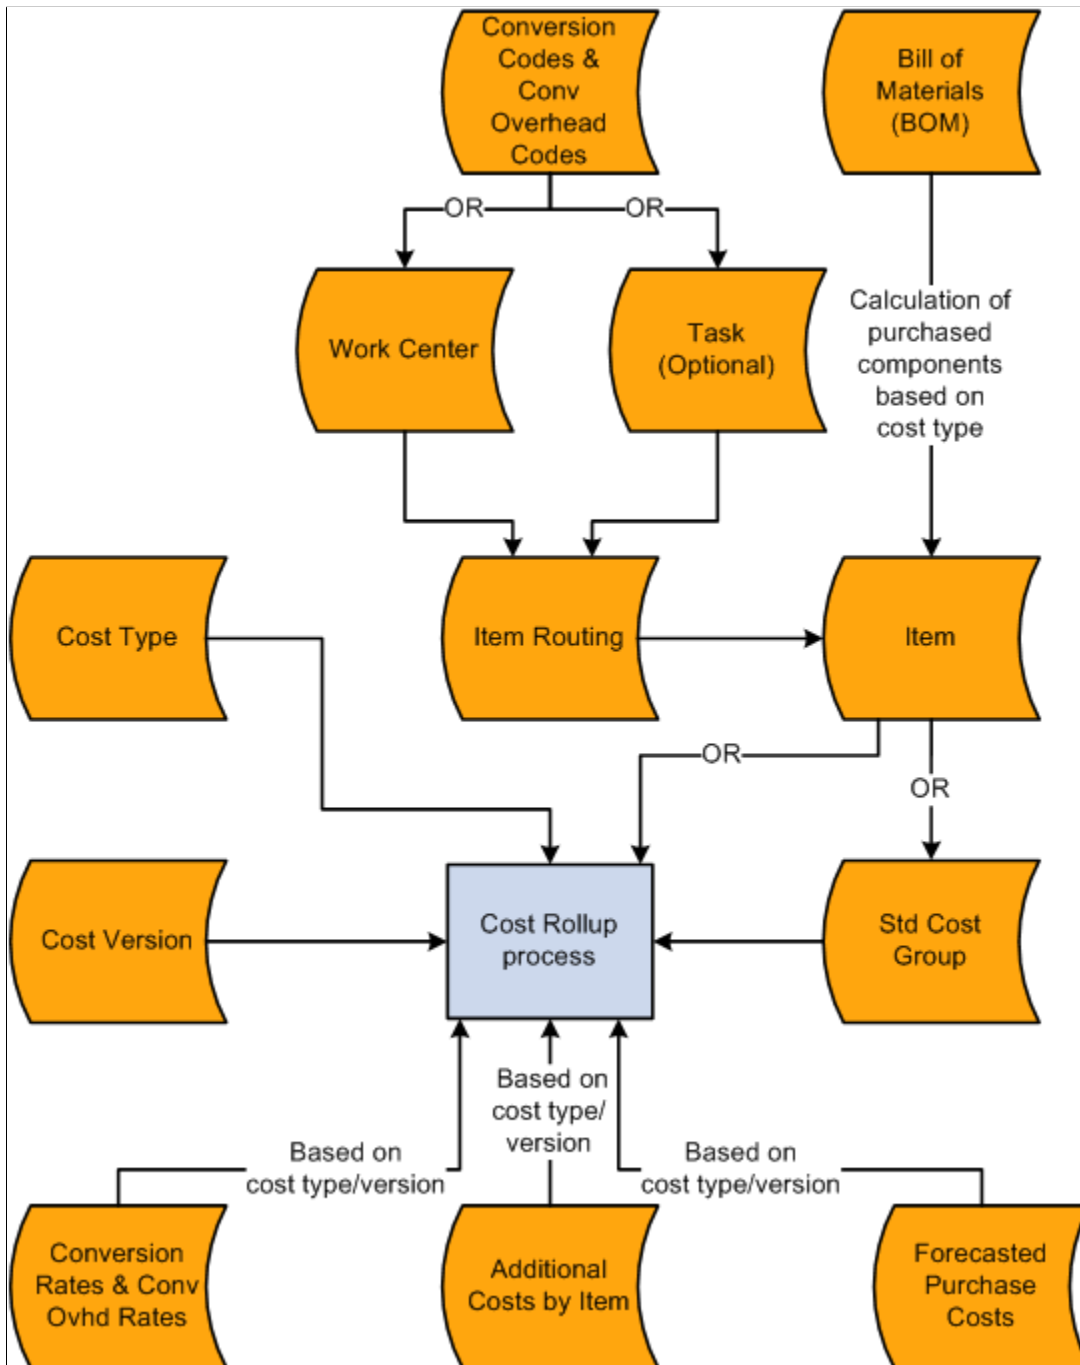 Conversion
Codes &
Conv
Overhead
Codes
Bill of
Materials
(BOM)
OR
OR
Work Center
Task
(Optional)
Calculation of
purchased
components
based on
cost type
Cost Type
Item Routing
Item
OR
OR
Cost Version
Cost Rollup
process
Std Cost
Group
Based on
cost type/version
Based on
cost type/
version
Based on
cost type/version
Conversion
Rates & Conv
Ovhd Rates
Additional
Costs by Item
Forecasted
Purchase
Costs